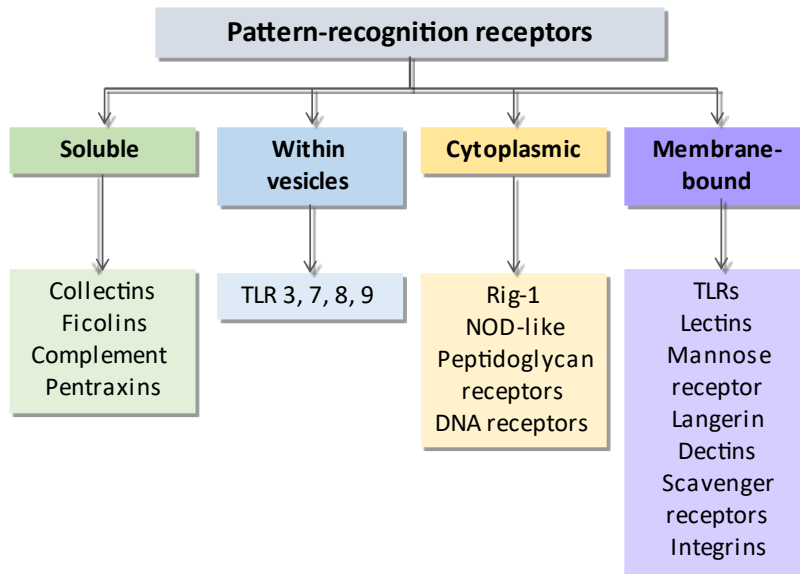 Pattern-recognition receptors
Soluble
Within
vesicles
Cytoplasmic
Membrane-
bound
Collectins
Ficolins
Complement
Pentraxins
TLR 3, 7, 8, 9
Rig-1
NOD-like
Peptidoglycan
receptors
DNA receptors
TLRs
Lectins
Mannose
receptor
Langerin
Dectins
Scavenger
receptors
Integrins